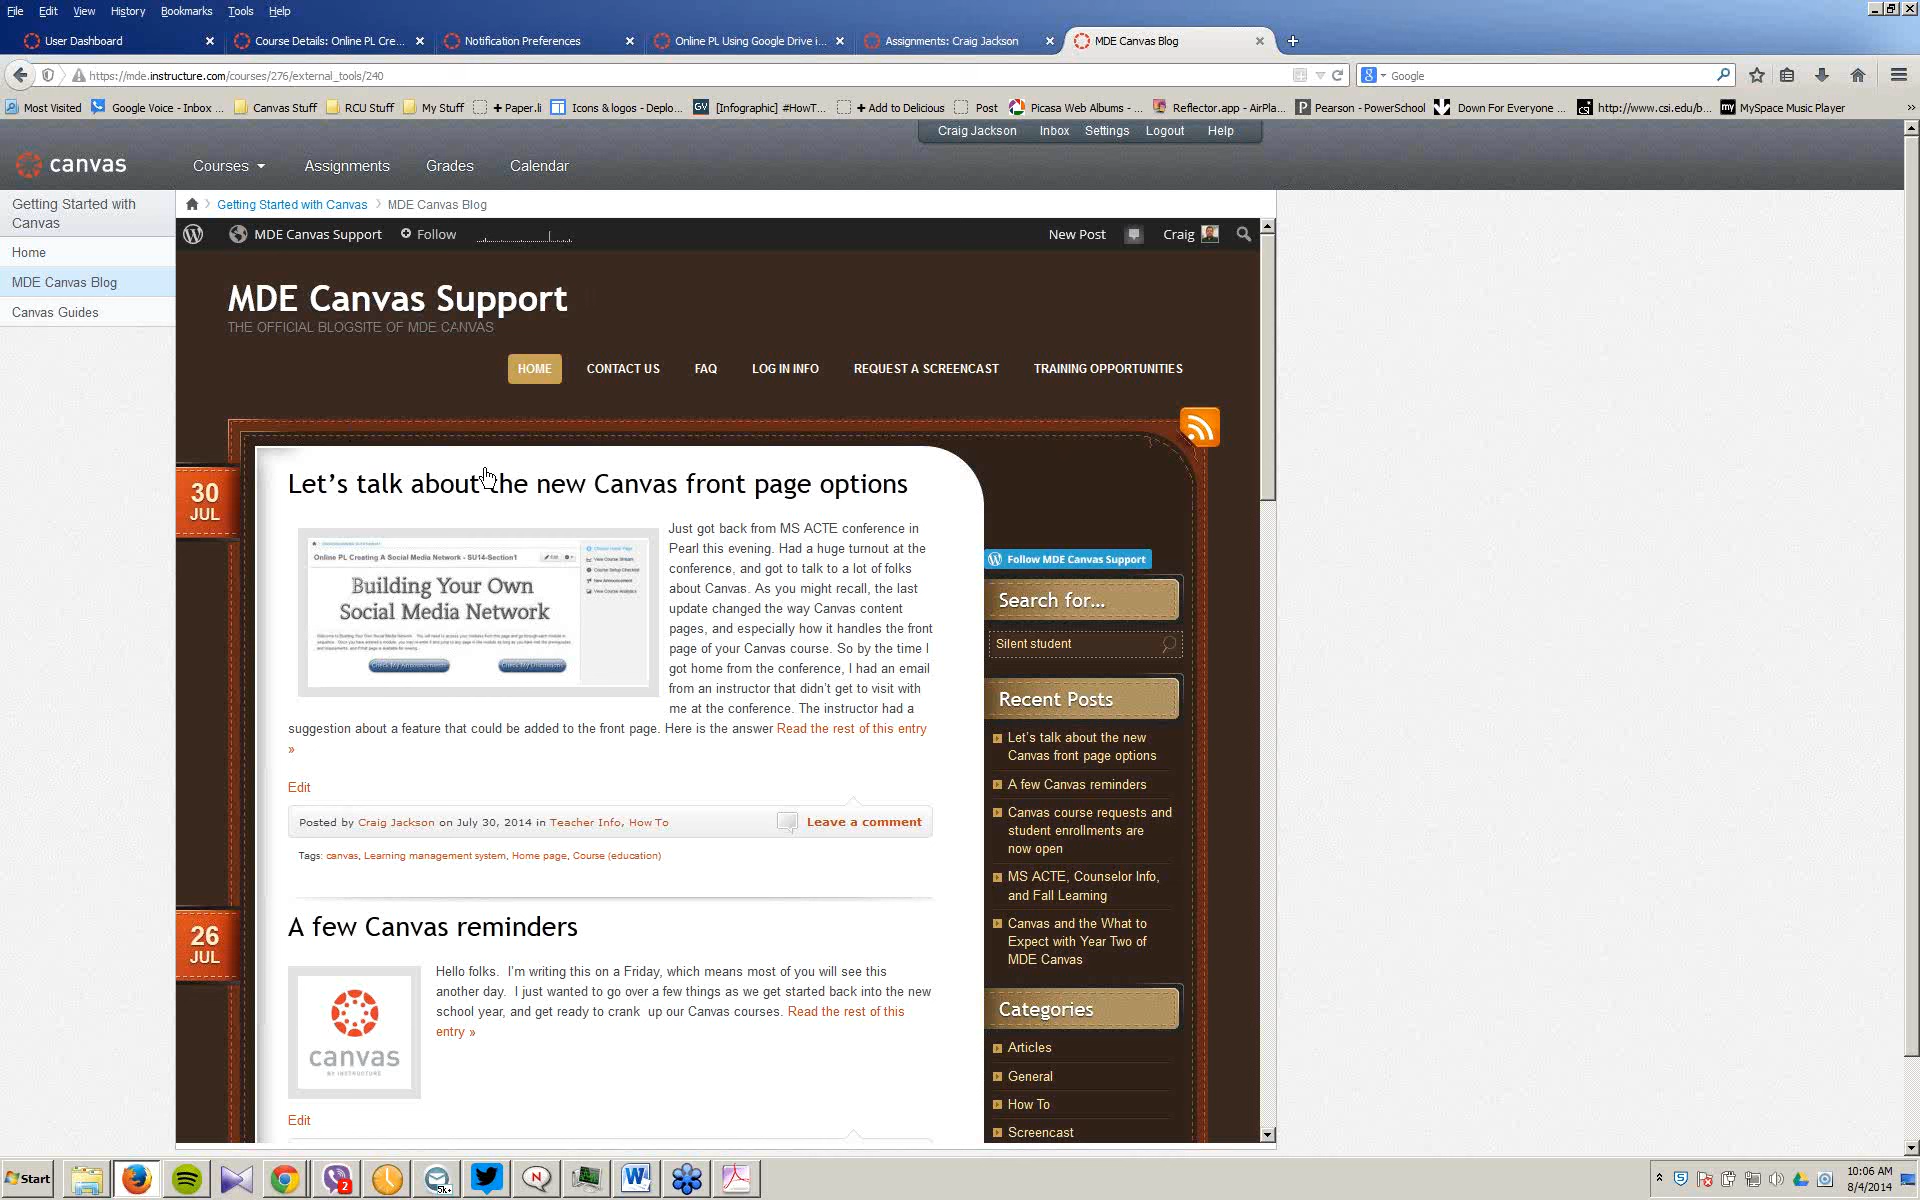 File Edit View History Bookmarks Tools Help
User Dashboard
Course Details: Online PL Cre...
Notification Preferences
Online PL Using Google Drive i...
Assignments: Craig Jackson
MDE Canvas Blog
https://mde.instructure.com/courses/276/external_tools/240
Google
Most Visited Google Voice - Inbox ... Canvas Stuff RCU Stuff My Stuff + Paper.li Icons & logos - Deplo... [Infographic] #HowT... + Add to Delicious Post Picasa Web Albums - ... Reflector.app - AirPla... Pearson - PowerSchool Down For Everyone ... http://www.csi.edu/b... MySpace Music Player
Craig Jackson Inbox Settings Logout Help
canvas Courses Assignments Grades Calendar
Getting Started with
Canvas
Home
MDE Canvas Blog
Canvas Guides
Getting Started with Canvas MDE Canvas Blog
MDE Canvas Support Follow New Post Craig
MDE Canvas Support
THE OFFICIAL BLOGSITE OF MDE CANVAS
HOME CONTACT US FAQ LOG IN INFO REQUEST A SCREENCAST TRAINING OPPORTUNITIES
30
JUL
Let's talk about the new Canvas front page options
Online PL Creating A Social Media Network - SU14-Section1
Building Your Own
Social Media Network
Check My Announcements Check My Discussions
Just got back from MS ACTE conference in
Pearl this evening. Had a huge turnout at the
conference, and got to talk to a lot of folks
about Canvas. As you might recall, the last
update changed the way Canvas content
pages, and especially how it handles the front
page of your Canvas course. So by the time I
got home from the conference, I had an email
from an instructor that didn't get to visit with
me at the conference. The instructor had a
suggestion about a feature that could be added to the front page. Here is the answer Read the rest of this entry
»
Edit
Posted by Craig Jackson on July 30, 2014 in Teacher Info, How To Leave a comment
Tags: canvas, Learning management system, Home page, Course (education)
26
JUL
A few Canvas reminders
canvas
BY INSTRUCTURE
Hello folks. I'm writing this on a Friday, which means most of you will see this
another day. I just wanted to go over a few things as we get started back into the new
school year, and get ready to crank up our Canvas courses. Read the rest of this
entry »
Edit
Follow MDE Canvas Support
Search for...
Silent student
Recent Posts
Let's talk about the new
Canvas front page options
A few Canvas reminders
Canvas course requests and
student enrollments are
now open
MS ACTE, Counselor Info,
and Fall Learning
Canvas and the What to
Expect with Year Two of
MDE Canvas
Categories
Articles
General
How To
Screencast
Start
2
5k+
10:06 AM
8/4/2014